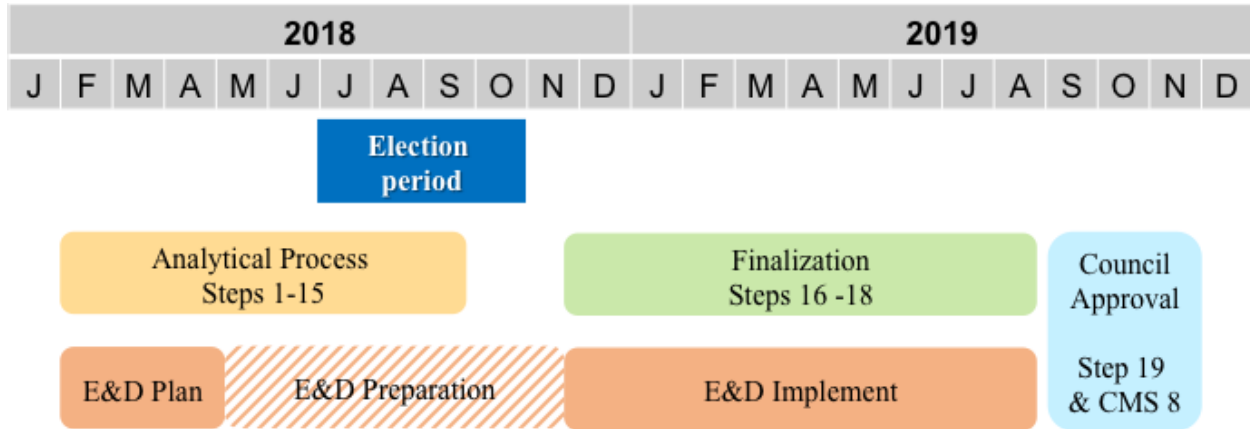 2018 2019
J F M A M J J A S O N D J F M A M J J A S O N D
Election
period
Analytical Process
Steps 1-15
Finalization
Steps 16 -18
Council
Approval
E&D Plan
E&D Preparation
E&D Implement
Step 19
& CMS 8